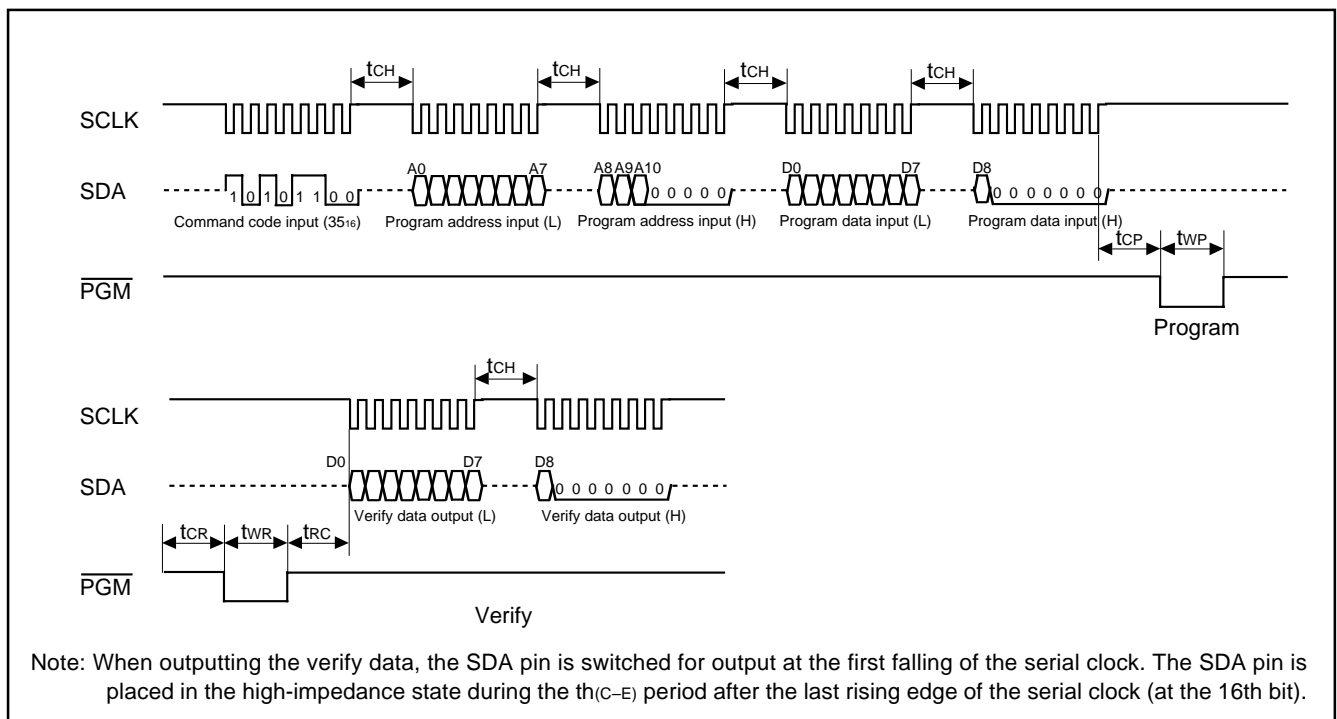 tCH tCH tCH tCH
SCLK
A0 A7 A8 A9 A10 D0 D7 D8
SDA
1 0 1 0 1 1 0 0 0 0 0 0 0 0 0 0 0 0 0 0
Command code input (35₁₆) Program address input (L) Program address input (H) Program data input (L) Program data input (H)
tCP tWP
PGM
Program
tCH
SCLK
D0 D7 D8
SDA
0 0 0 0 0 0 0
Verify data output (L) Verify data output (H)
tCR tWR tRC
PGM
Verify
Note: When outputting the verify data, the SDA pin is switched for output at the first falling of the serial clock. The SDA pin is
placed in the high-impedance state during the th(C–E) period after the last rising edge of the serial clock (at the 16th bit).